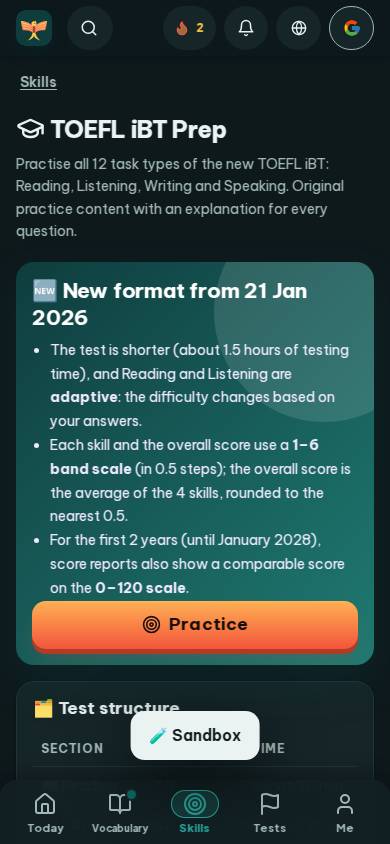 2
Skills
TOEFL iBT Prep
Practise all 12 task types of the new TOEFL iBT:
Reading, Listening, Writing and Speaking. Original
practice content with an explanation for every
question.
🆕 New format from 21 Jan
2026
• The test is shorter (about 1.5 hours of testing
time), and Reading and Listening are
adaptive: the difficulty changes based on
your answers.
• Each skill and the overall score use a 1–6
band scale (in 0.5 steps); the overall score is
the average of the 4 skills, rounded to the
nearest 0.5.
• For the first 2 years (until January 2028),
score reports also show a comparable score
on the 0–120 scale.
Practice
Test structure
Sandbox
SECTION
Today
Vocabulary
Skills
Tests
Me